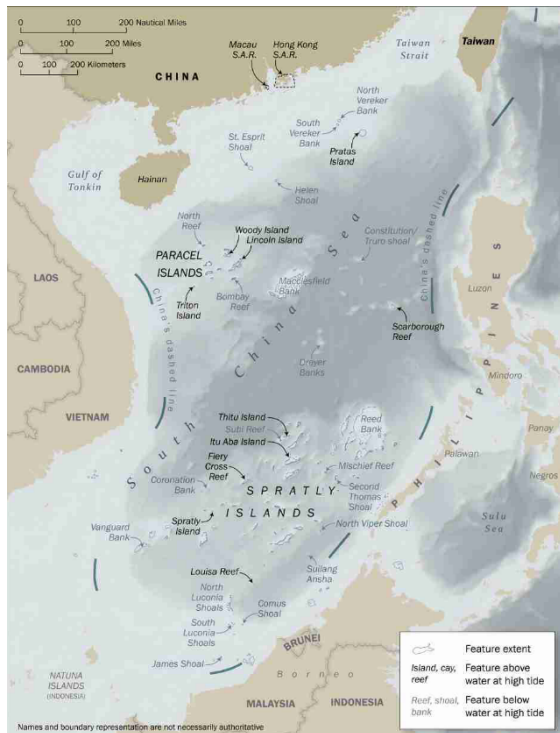 0 100 200 Nautical Miles
0 100 200 Miles
0 100 200 Kilometers
Macau
S.A.R.
Hong Kong
S.A.R.
Taiwan
Strait
Taiwan
CHINA
North
Vereker
Bank
South
Vereker
Bank
Pratas
Island
St. Esprit
Shoal
Gulf of
Tonkin
Hainan
Helen
Shoal
North
Reef
Woody Island
Lincoln Island
Constitution/
Truro shoal
PARACEL
ISLANDS
LAOS
Macclesfield
Bank
Luzon
Triton
Island
Bombay
Reef
Scarborough
Reef
China's dashed line
China's dashed line
South China Sea
CAMBODIA
Mindoro
VIETNAM
PHILIPPINES
Thitu Island
Subi Reef
Itu Aba Island
Reed
Bank
Panay
Palawan
Fiery
Cross
Reef
Mischief Reef
Negros
Coronation
Bank
SPRATLY
ISLANDS
Second
Thomas
Shoal
Spratly
Island
North Viper Shoal
Sulu
Sea
Vanguard
Bank
Louisa Reef
North
Luconia
Shoals
South
Luconia
Shoals
James Shoal
BRUNEI
Borneo
NATUNA
ISLANDS
(INDONESIA)
MALAYSIA
INDONESIA
Feature extent
Island, cay,
reef
Feature above
water at high tide
Reef, shoal,
bank
Feature below
water at high tide
Names and boundary representation are not necessarily authoritative